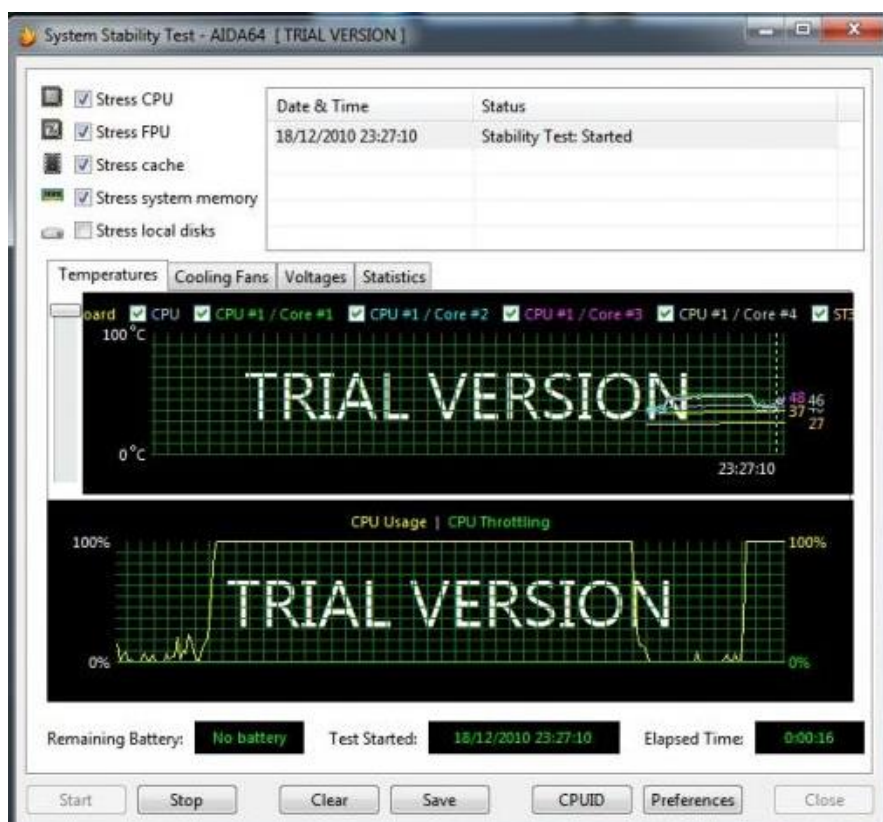 System Stability Test - AIDA64 [ TRIAL VERSION ]
Stress CPU
Stress FPU
Stress cache
Stress system memory
Stress local disks
Date & Time Status
18/12/2010 23:27:10 Stability Test: Started
Temperatures Cooling Fans Voltages Statistics
oard CPU CPU #1 / Core #1 CPU #1 / Core #2 CPU #1 / Core #3 CPU #1 / Core #4 ST3
100°C
TRIAL VERSION
48 46
37
27
0°C
23:27:10
CPU Usage | CPU Throttling
100% 100%
TRIAL VERSION
0% 0%
Remaining Battery: No battery Test Started: 18/12/2010 23:27:10 Elapsed Time: 0:00:16
Start Stop Clear Save CPUID Preferences Close